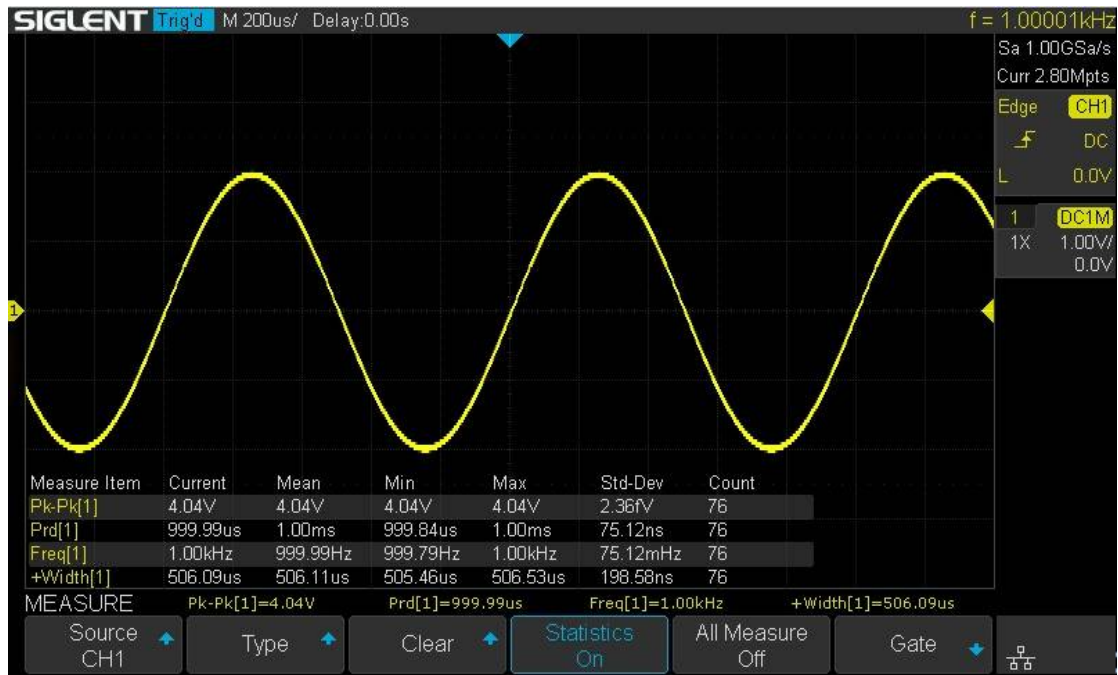 SIGLENT Trig'd M 200us/ Delay:0.00s f = 1.00001kHz
Sa 1.00GSa/s
Curr 2.80Mpts
Edge CH1
DC
L 0.0V
1 DC1M
1X 1.00V/
0.0V
1
Measure Item Current Mean Min Max Std-Dev Count
Pk-Pk[1] 4.04V 4.04V 4.04V 4.04V 2.36fV 76
Prd[1] 999.99us 1.00ms 999.84us 1.00ms 75.12ns 76
Freq[1] 1.00kHz 999.99Hz 999.79Hz 1.00kHz 75.12mHz 76
+Width[1] 506.09us 506.11us 505.46us 506.53us 198.58ns 76
MEASURE Pk-Pk[1]=4.04V Prd[1]=999.99us Freq[1]=1.00kHz +Width[1]=506.09us
Source Type Clear Statistics All Measure Gate
CH1 On Off